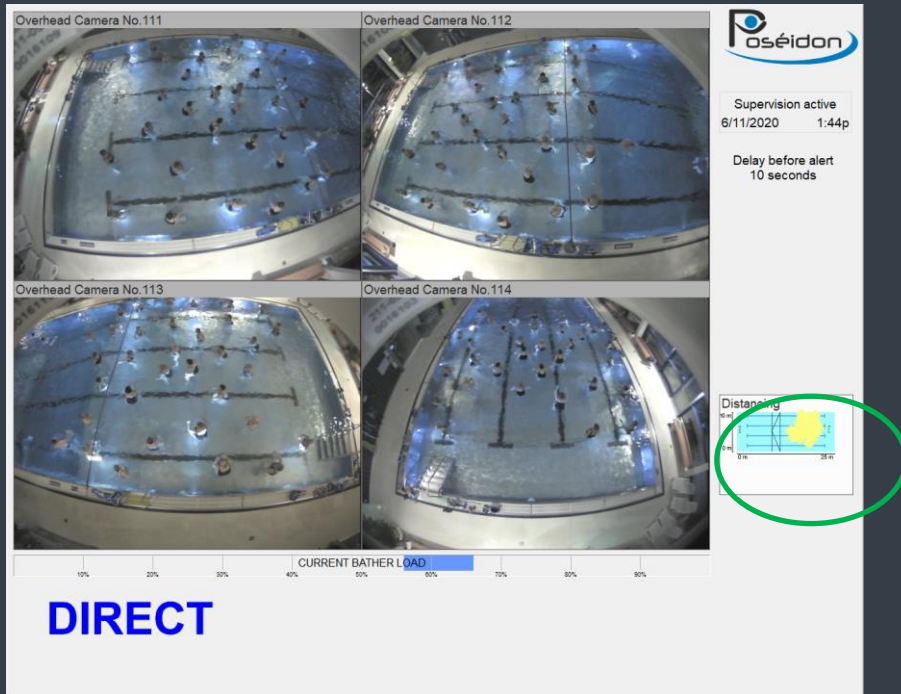 Overhead Camera No.111
Overhead Camera No.112
Overhead Camera No.113
Overhead Camera No.114
Poséidon
Supervision active
6/11/2020 1:44p
Delay before alert
10 seconds
Distancing
10 m
0 m
0 m 25 m
CURRENT BATHER LOAD
10% 20% 30% 40% 50% 60% 70% 80% 90%
DIRECT